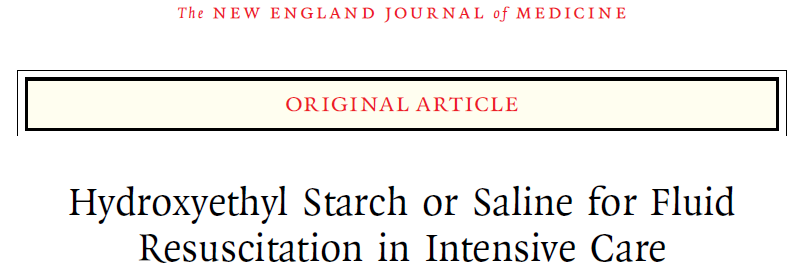 The NEW ENGLAND JOURNAL of MEDICINE
ORIGINAL ARTICLE
Hydroxyethyl Starch or Saline for Fluid
Resuscitation in Intensive Care